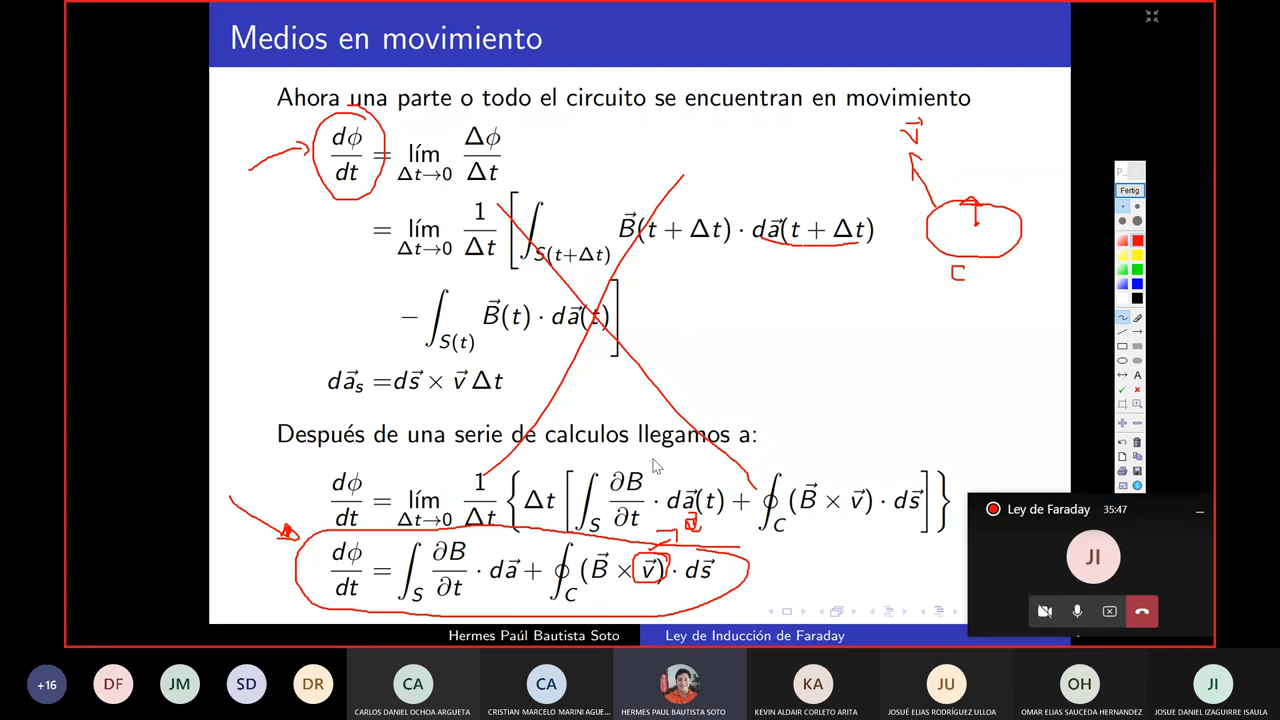 Medios en movimiento
Ahora una parte o todo el circuito se encuentran en movimiento
dϕ/dt = lím Δt→0 Δϕ/Δt
= lím Δt→0 1/Δt [∫S(t+Δt) B⃗(t + Δt) · da⃗(t + Δt)
− ∫S(t) B⃗(t) · da⃗(t)]
da⃗s = ds⃗ × v⃗ Δt
Después de una serie de calculos llegamos a:
dϕ/dt = lím Δt→0 1/Δt {Δt [∫S ∂B/∂t · da⃗(t) + ∮C (B⃗ × v⃗) · ds⃗]}
dϕ/dt = ∫S ∂B/∂t · da⃗ + ∮C (B⃗ × v⃗) · ds⃗
v⃗
C
Hermes Paúl Bautista Soto
Ley de Inducción de Faraday
P..
Fertig
A
Ley de Faraday
35:47
JI
+16
DF
JM
SD
DR
CA
CARLOS DANIEL OCHOA ARGUETA
CA
CRISTIAN MARCELO MARINI AGUE...
HERMES PAUL BAUTISTA SOTO
KA
KEVIN ALDAIR CORLETO ARITA
JU
JOSUÉ ELIAS RODRÍGUEZ ULLOA
OH
OMAR ELIAS SAUCEDA HERNANDEZ
JI
JOSUE DANIEL IZAGUIRRE ISAULA